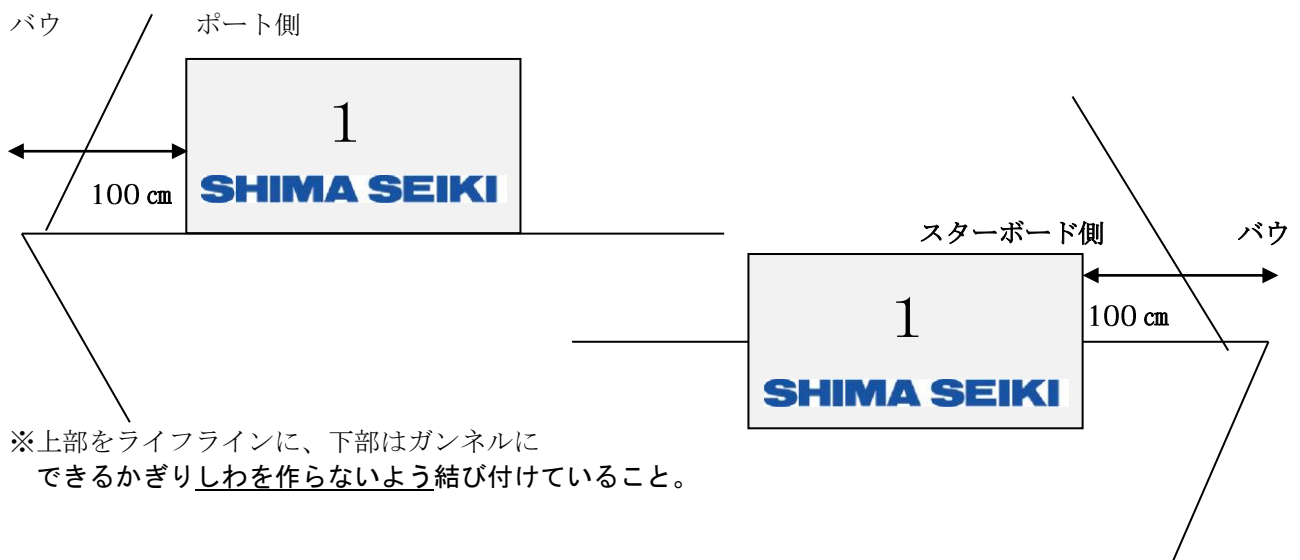 バウ
ポート側
1
100㎝
SHIMA SEIKI
スターボード側
バウ
1
100㎝
SHIMA SEIKI
※上部をライフラインに、下部はガンネルに
できるかぎりしわを作らないよう結び付けていること。